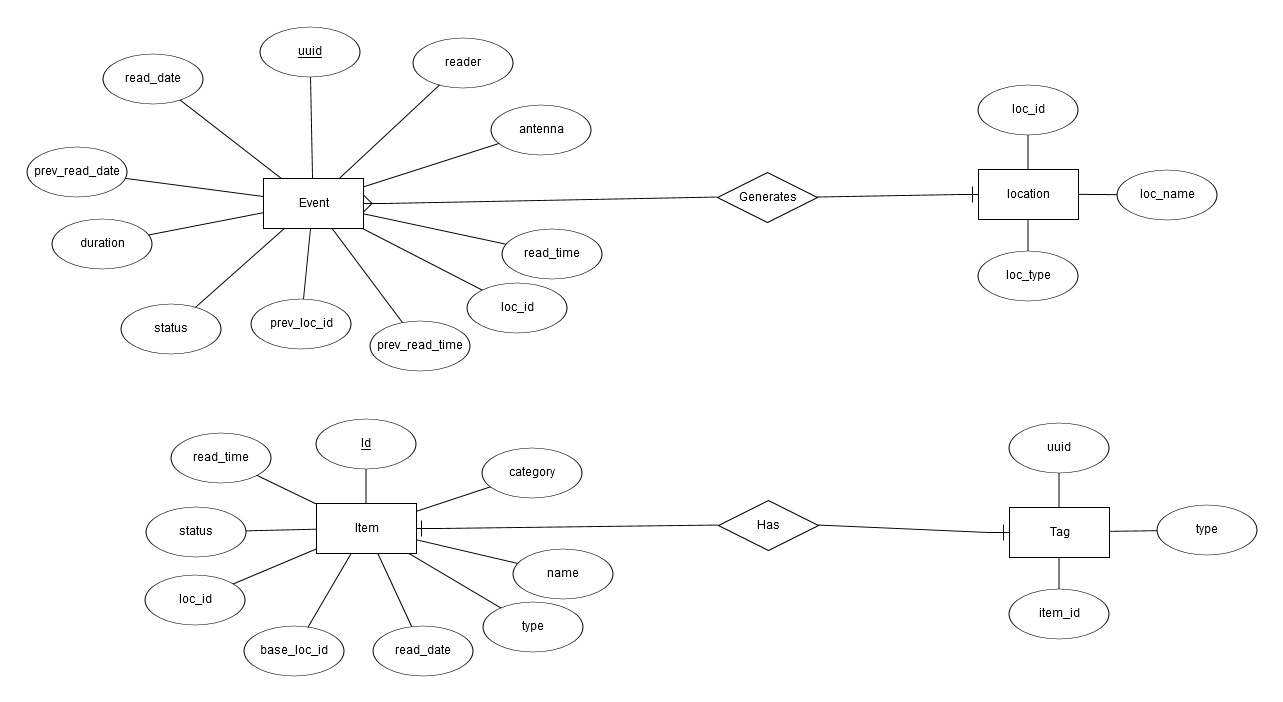 uuid
reader
read_date
loc_id
antenna
prev_read_date
Event
Generates
location
loc_name
duration
read_time
loc_type
loc_id
prev_loc_id
status
prev_read_time
Id
uuid
read_time
category
Item
Has
Tag
type
status
name
loc_id
item_id
type
base_loc_id
read_date